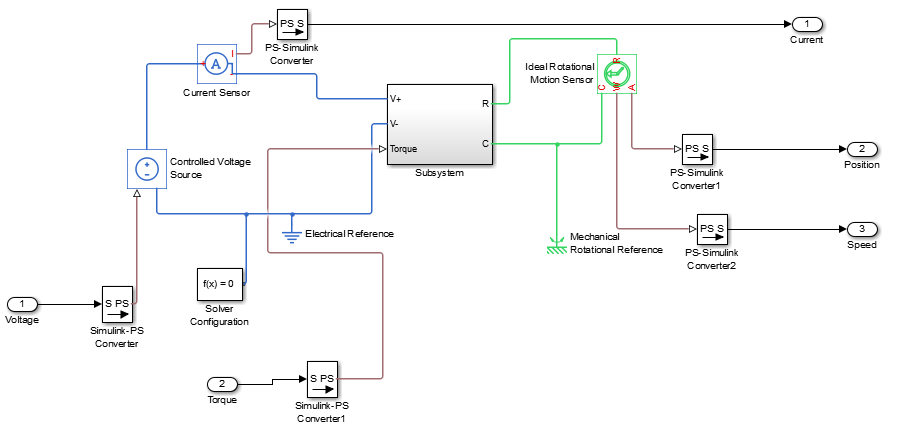 PS S
PS-Simulink
Converter
1
Current
I
A
Current Sensor
Ideal Rotational
Motion Sensor
R
C
W
A
V+
V-
Torque
R
C
Subsystem
Controlled Voltage
Source
PS S
PS-Simulink
Converter1
2
Position
Electrical Reference
Mechanical
Rotational Reference
PS S
PS-Simulink
Converter2
3
Speed
f(x) = 0
Solver
Configuration
1
Voltage
S PS
Simulink-PS
Converter
2
Torque
S PS
Simulink-PS
Converter1